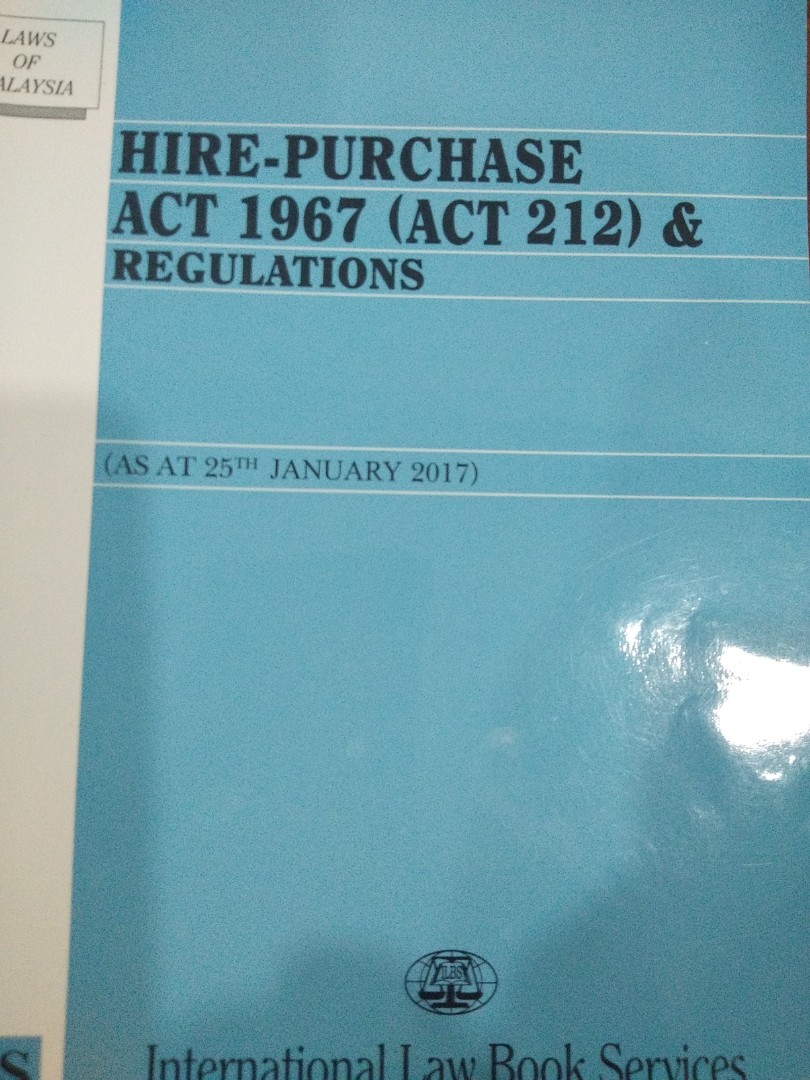 LAWS
OF
ALAYSIA
HIRE-PURCHASE
ACT 1967 (ACT 212) &
REGULATIONS
(AS AT 25TH JANUARY 2017)
ILBS
International Law Book Services
S